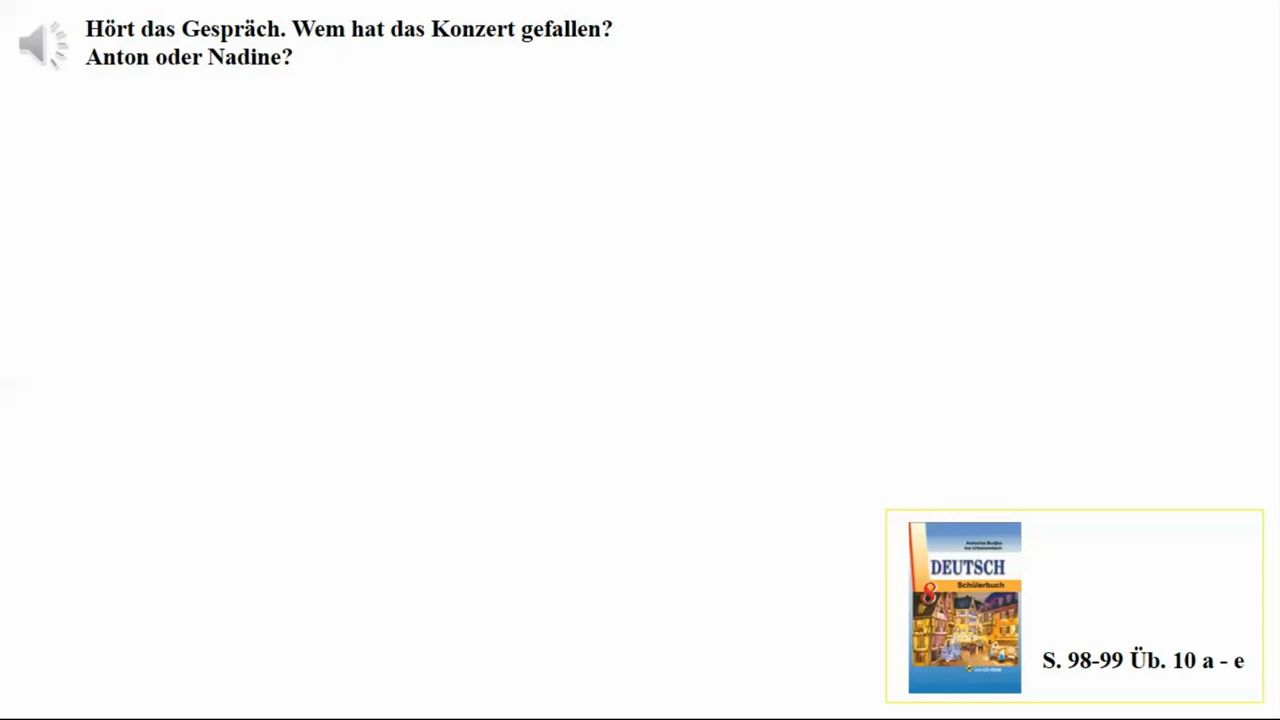 Hört das Gespräch. Wem hat das Konzert gefallen?
Anton oder Nadine?
DEUTSCH
Schülerbuch
8
S. 98-99 Üb. 10 a - e